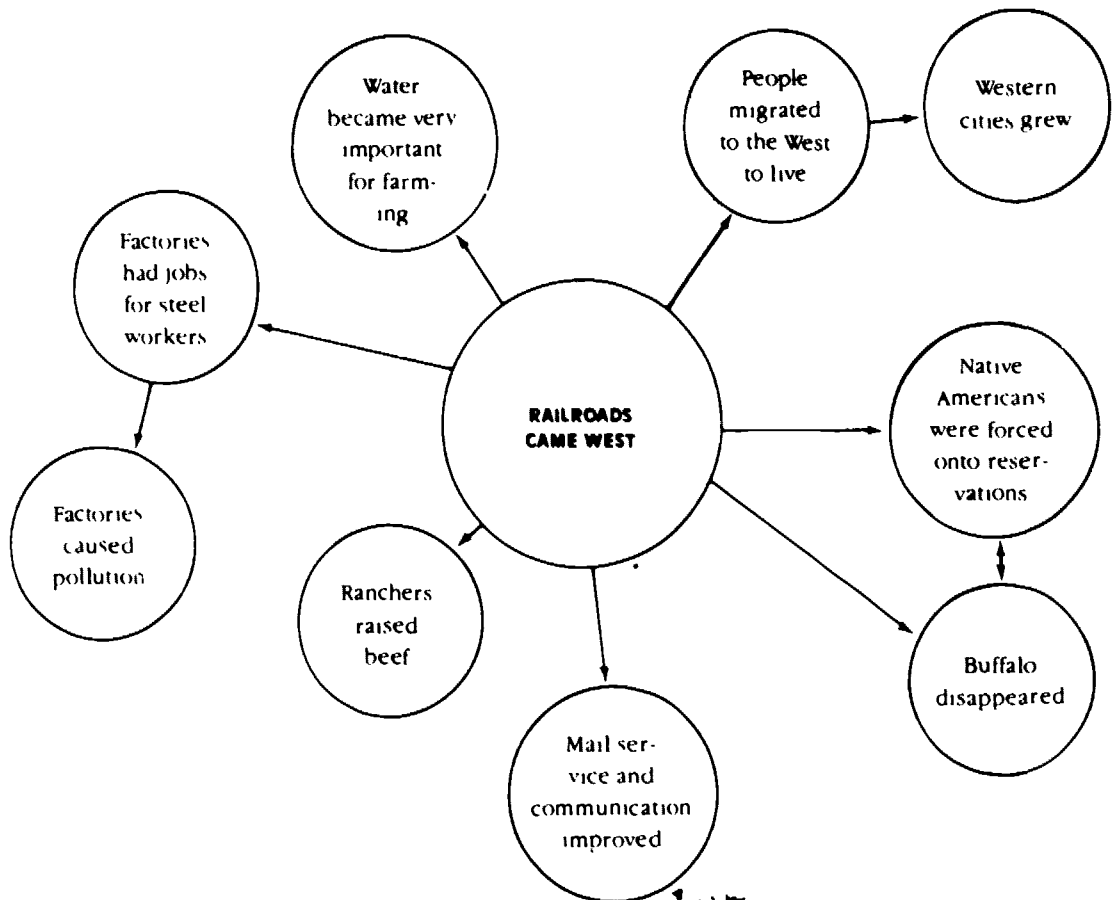 Water
became very
important
for farm-
ing
People
migrated
to the West
to live
Western
cities grew
Factories
had jobs
for steel
workers
RAILROADS
CAME WEST
Native
Americans
were forced
onto reser-
vations
Factories
caused
pollution
Ranchers
raised
beef
Buffalo
disappeared
Mail ser-
vice and
communication
improved